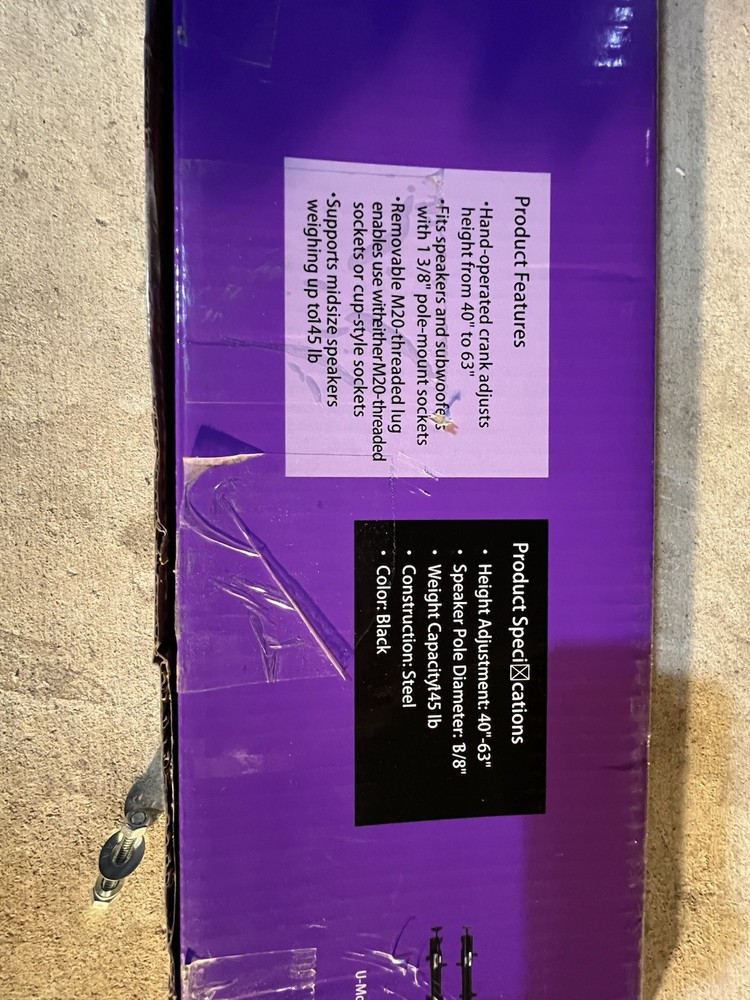 Product Features
•Hand-operated crank adjusts
height from 40" to 63"
•Fits speakers and subwoofers
with 1 3/8" pole-mount sockets
•Removable M20-threaded lug
enables use witheitherM20-threaded
sockets or cup-style sockets
•Supports midsize speakers
weighing up to145 lb
Product Speci☒cations
• Height Adjustment: 40"-63"
• Speaker Pole Diameter: 3/8"
• Weight Capacity145 lb
• Construction: Steel
• Color: Black